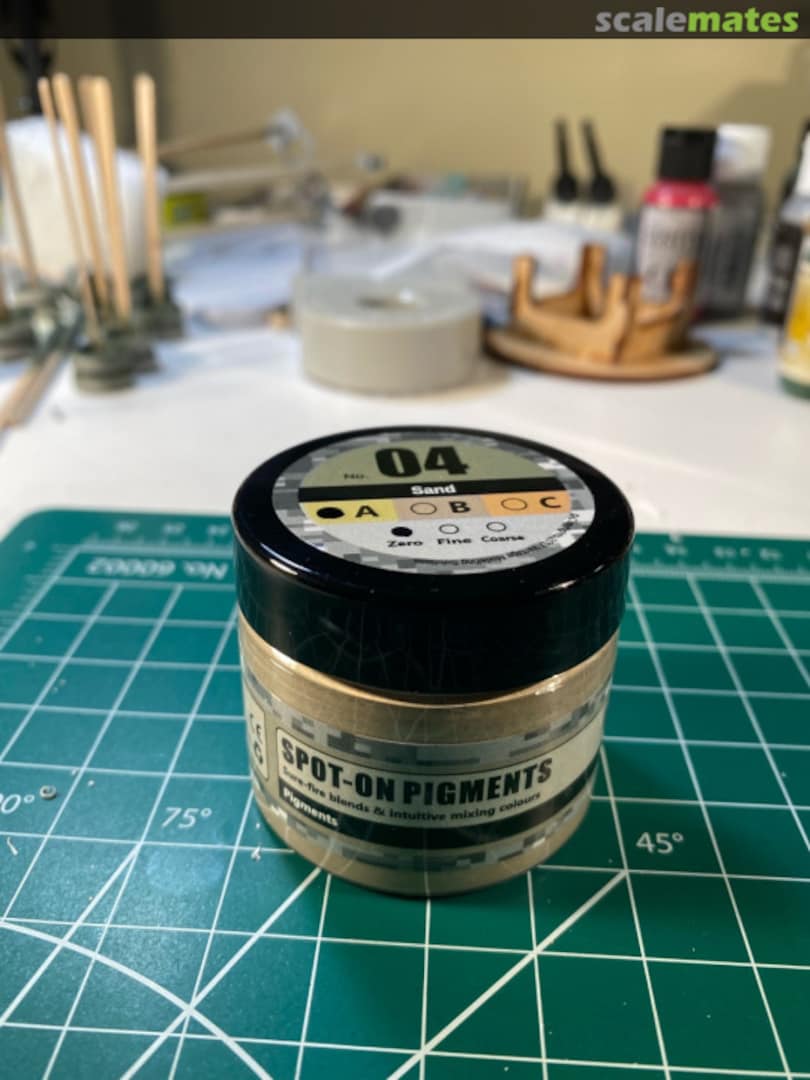 scalemates
No. 04
Sand
A B C
Zero Fine Coarse
No. 60002
SPOT-ON PIGMENTS
Sure-fire blends & intuitive mixing colours
Pigments
75°
45°